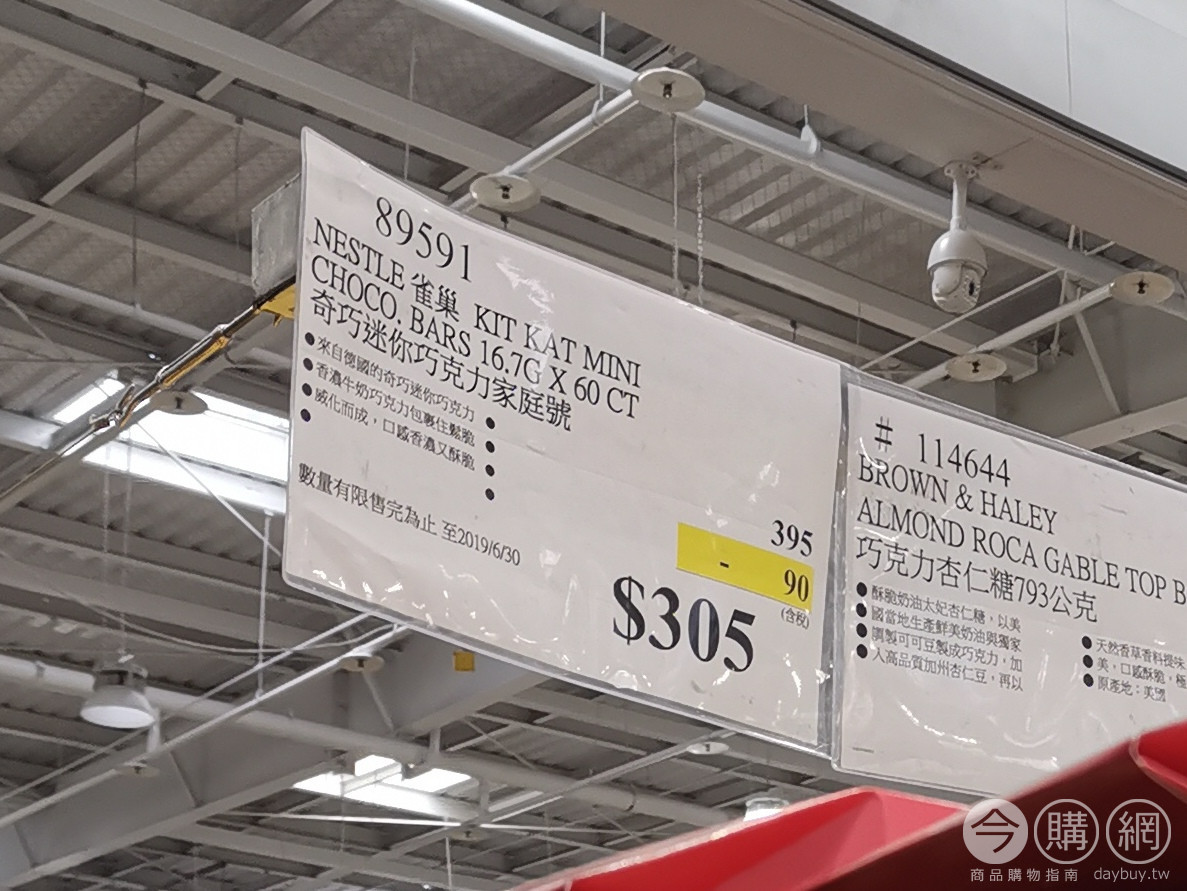 89591
NESTLE 雀巢 KIT KAT MINI
CHOCO. BARS 16.7G X 60 CT
奇巧迷你巧克力家庭號
●來自德國的奇巧迷你巧克力
●香濃牛奶巧克力包裹住鬆脆
●威化而成，口感香濃又酥脆
數量有限售完為止 至2019/6/30
395
- 90
(含稅)
$305
# 114644
BROWN & HALEY
ALMOND ROCA GABLE TOP B
巧克力杏仁糖793公克
●酥脆奶油太妃杏仁糖，以美
●國當地生產鮮美奶油與獨家
●調製可可豆製成巧克力，加
●入高品質加州杏仁豆，再以
●天然香草香料提味
●美，口感酥脆，極
●原產地：美國
今購網
商品購物指南 daybuy.tw